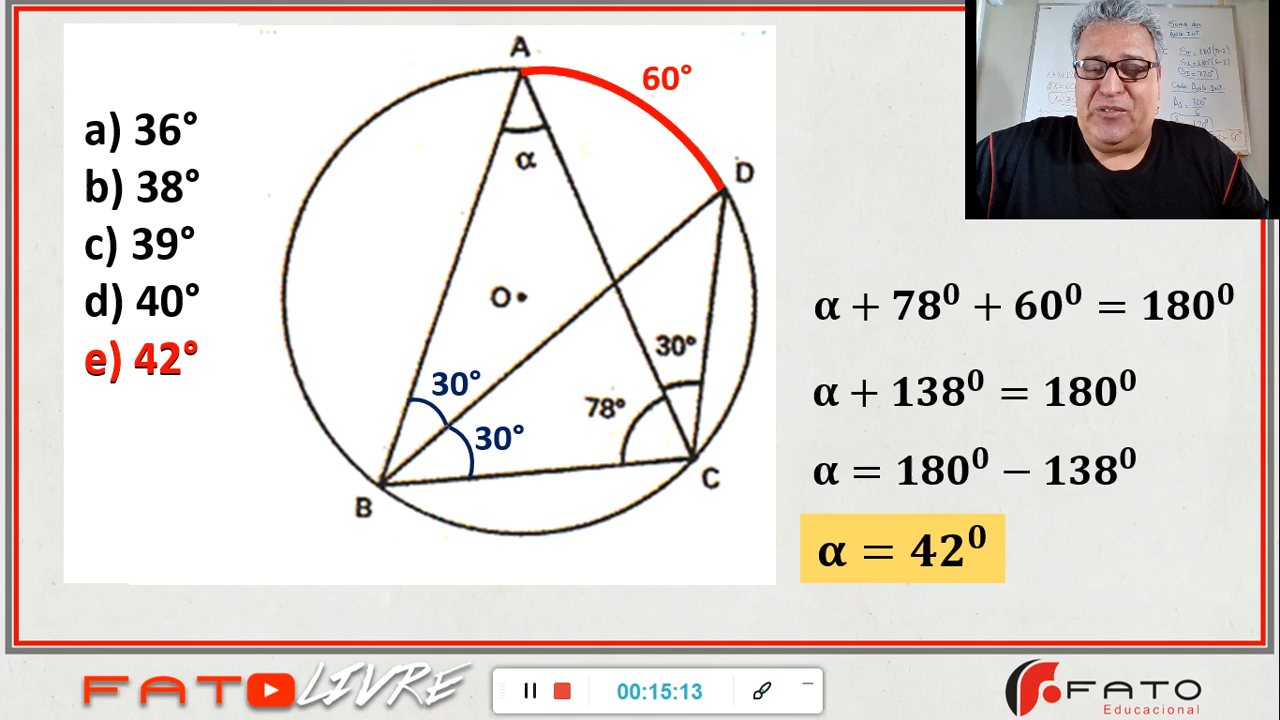 a) 36°
b) 38°
c) 39°
d) 40°
e) 42°
A
60°
α
D
O
30°
30°
30°
78°
B
C
α + 78⁰ + 60⁰ = 180⁰
α + 138⁰ = 180⁰
α = 180⁰ − 138⁰
α = 42⁰
FATO LIVRE
00:15:13
FATO
Educacional